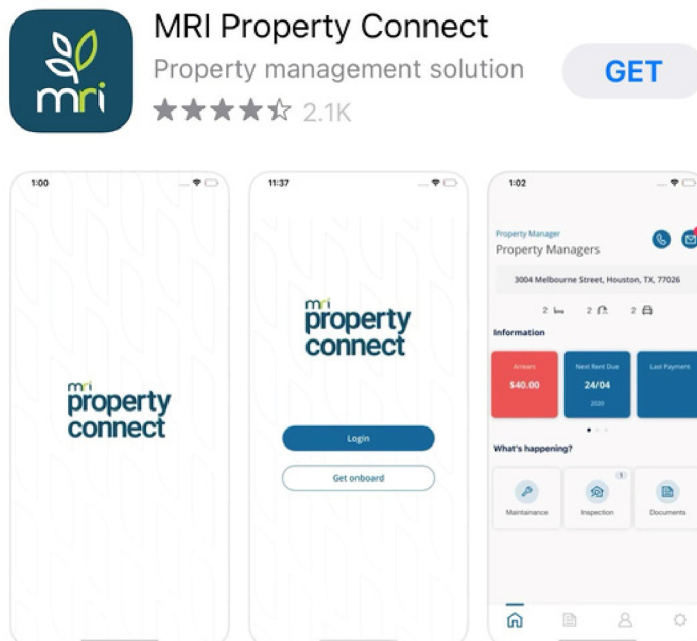 mri
MRI Property Connect
Property management solution
GET
2.1K
1:00
mri
property
connect
11:37
mri
property
connect
Login
Get onboard
1:02
Property Manager
Property Managers
3004 Melbourne Street, Houston, TX, 77026
2 2 2
Information
Arrears Next Rent Due Last Payment
$40.00 24/04
2020
What's happening?
1
Maintainance Inspection Documents